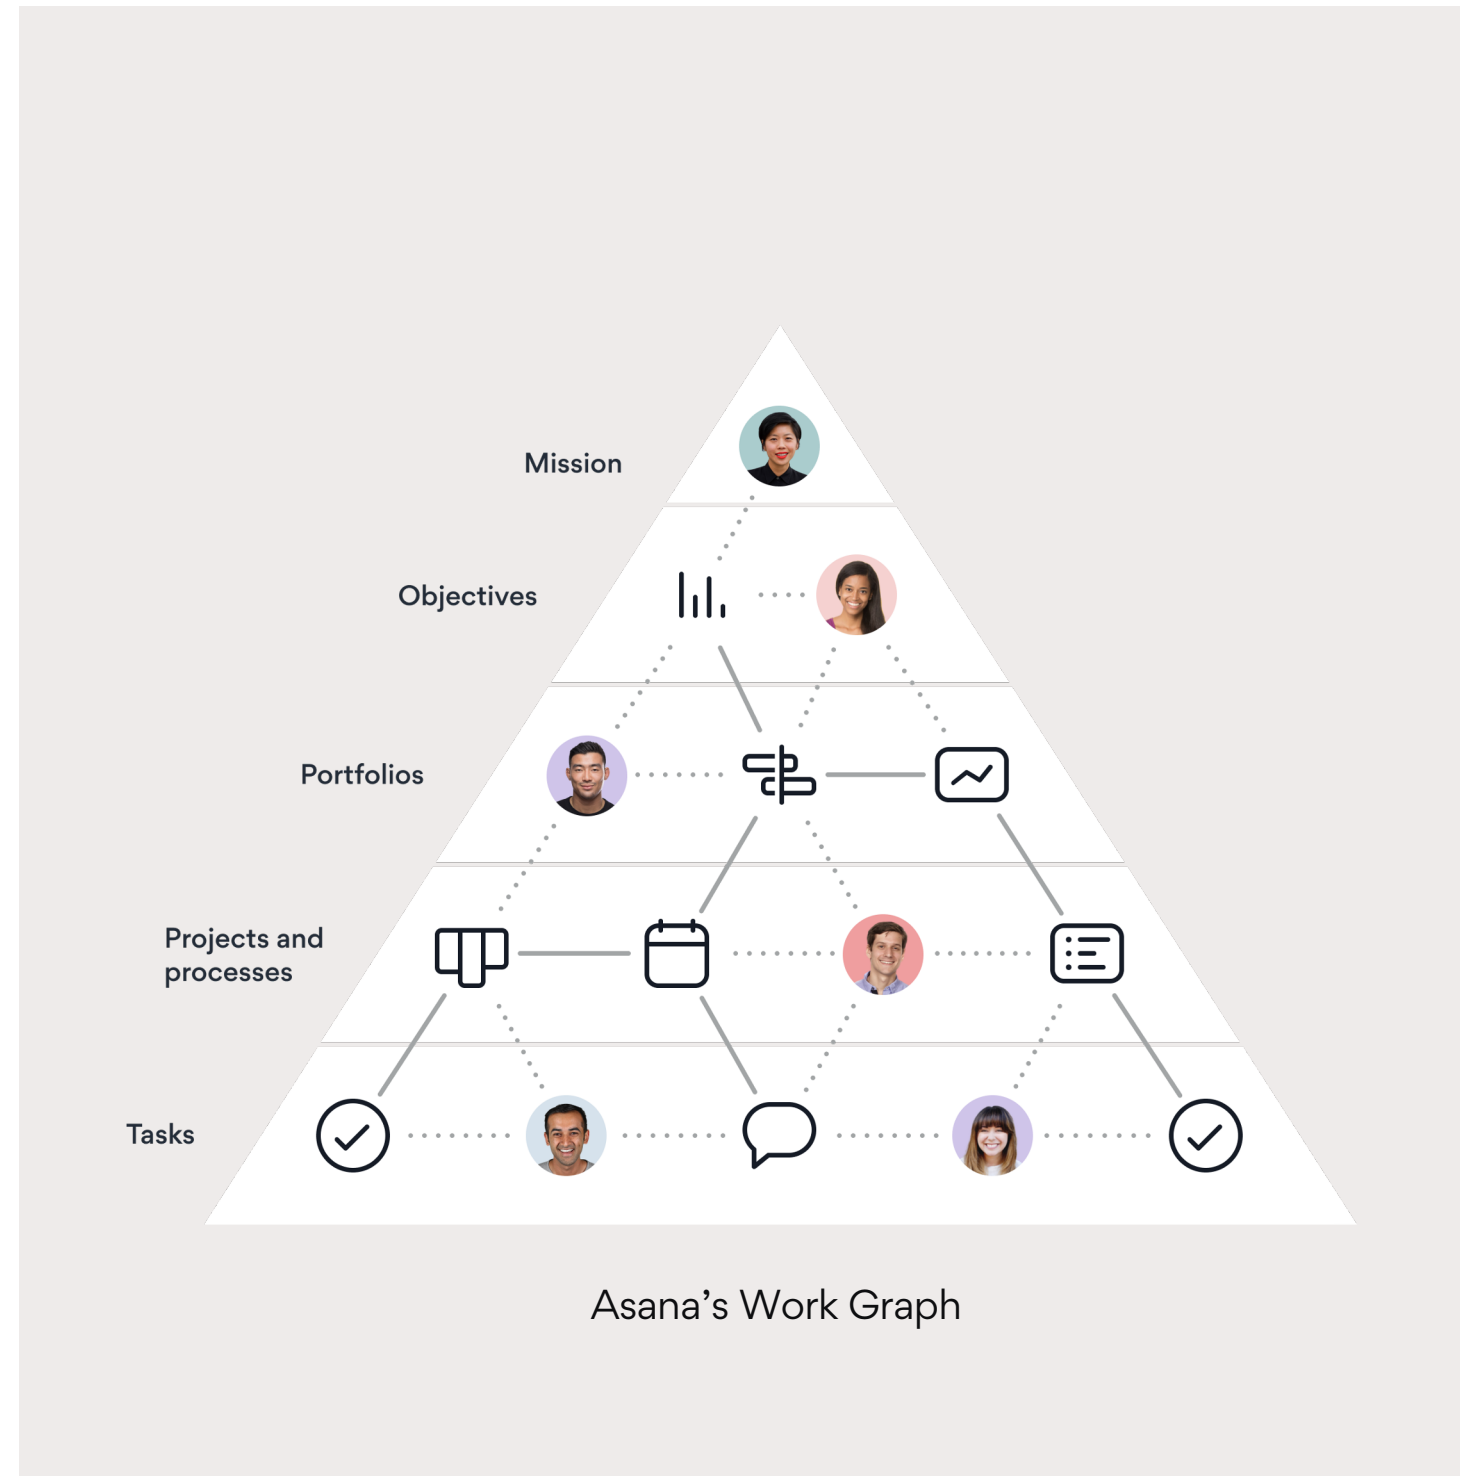 Mission
Objectives
Portfolios
Projects and
processes
Tasks
Asana’s Work Graph